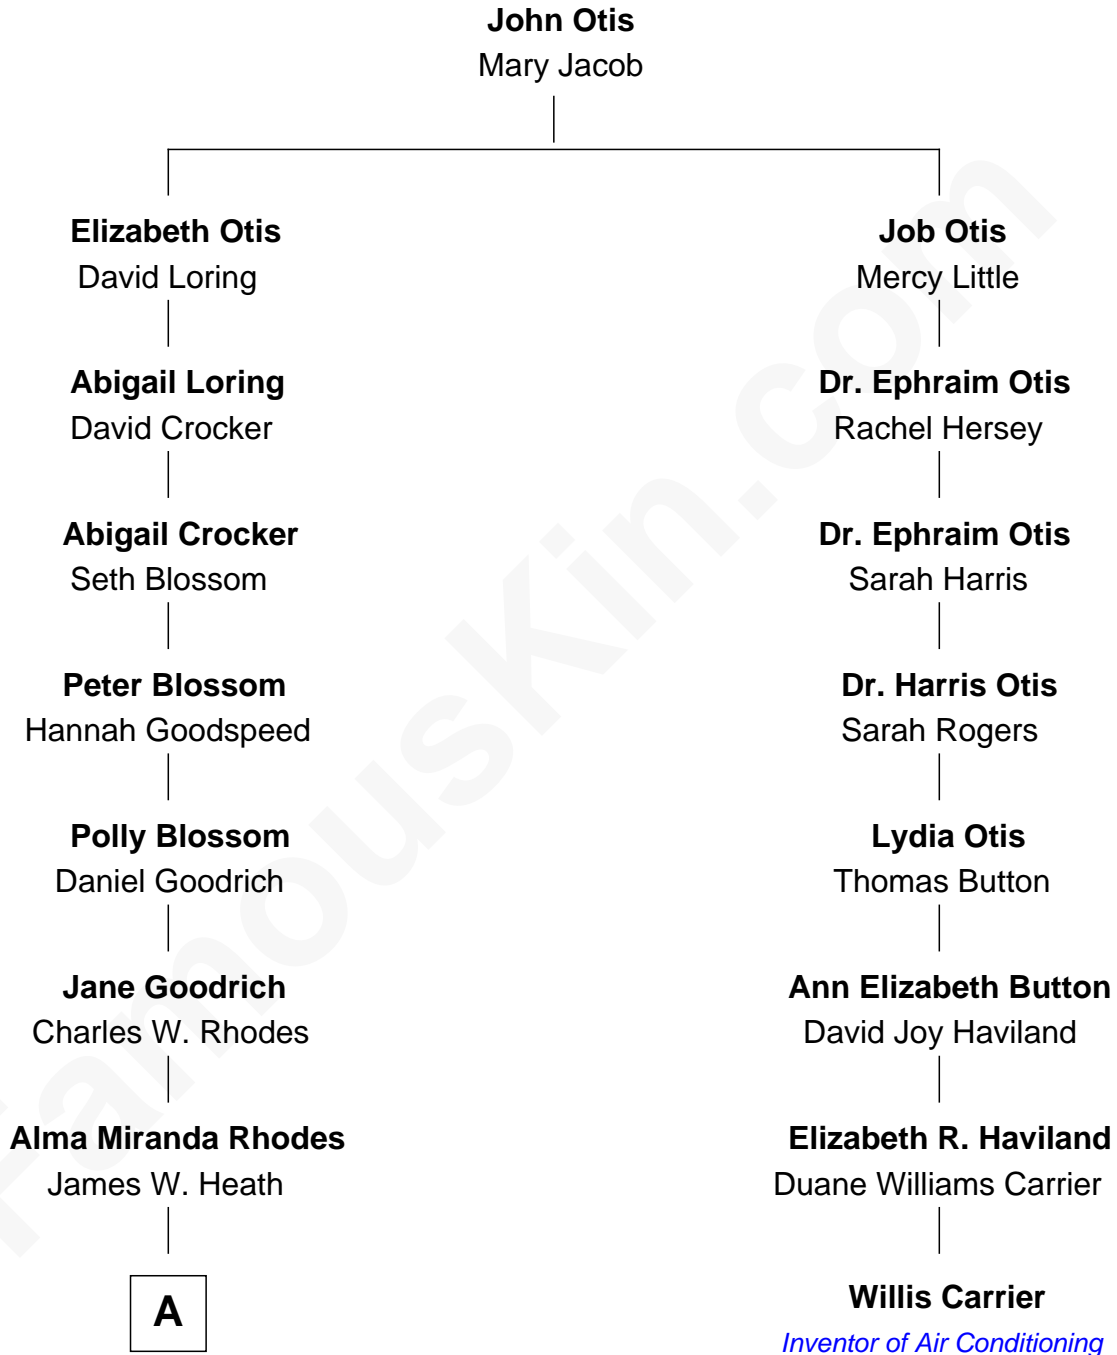 John Otis
Mary Jacob
Elizabeth Otis
David Loring
Job Otis
Mercy Little
Abigail Loring
David Crocker
Dr. Ephraim Otis
Rachel Hersey
Abigail Crocker
Seth Blossom
Dr. Ephraim Otis
Sarah Harris
Peter Blossom
Hannah Goodspeed
Dr. Harris Otis
Sarah Rogers
Polly Blossom
Daniel Goodrich
Lydia Otis
Thomas Button
Jane Goodrich
Charles W. Rhodes
Ann Elizabeth Button
David Joy Haviland
Alma Miranda Rhodes
James W. Heath
Elizabeth R. Haviland
Duane Williams Carrier
A
Willis Carrier
Inventor of Air Conditioning
FamousKin.com